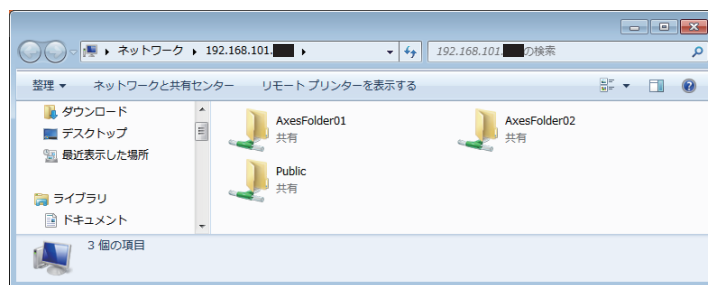 ネットワーク 192.168.101.
192.168.101. の検索
整理 ネットワークと共有センター リモート プリンターを表示する
ダウンロード
デスクトップ
最近表示した場所
ライブラリ
ドキュメント
AxesFolder01
共有
AxesFolder02
共有
Public
共有
3 個の項目